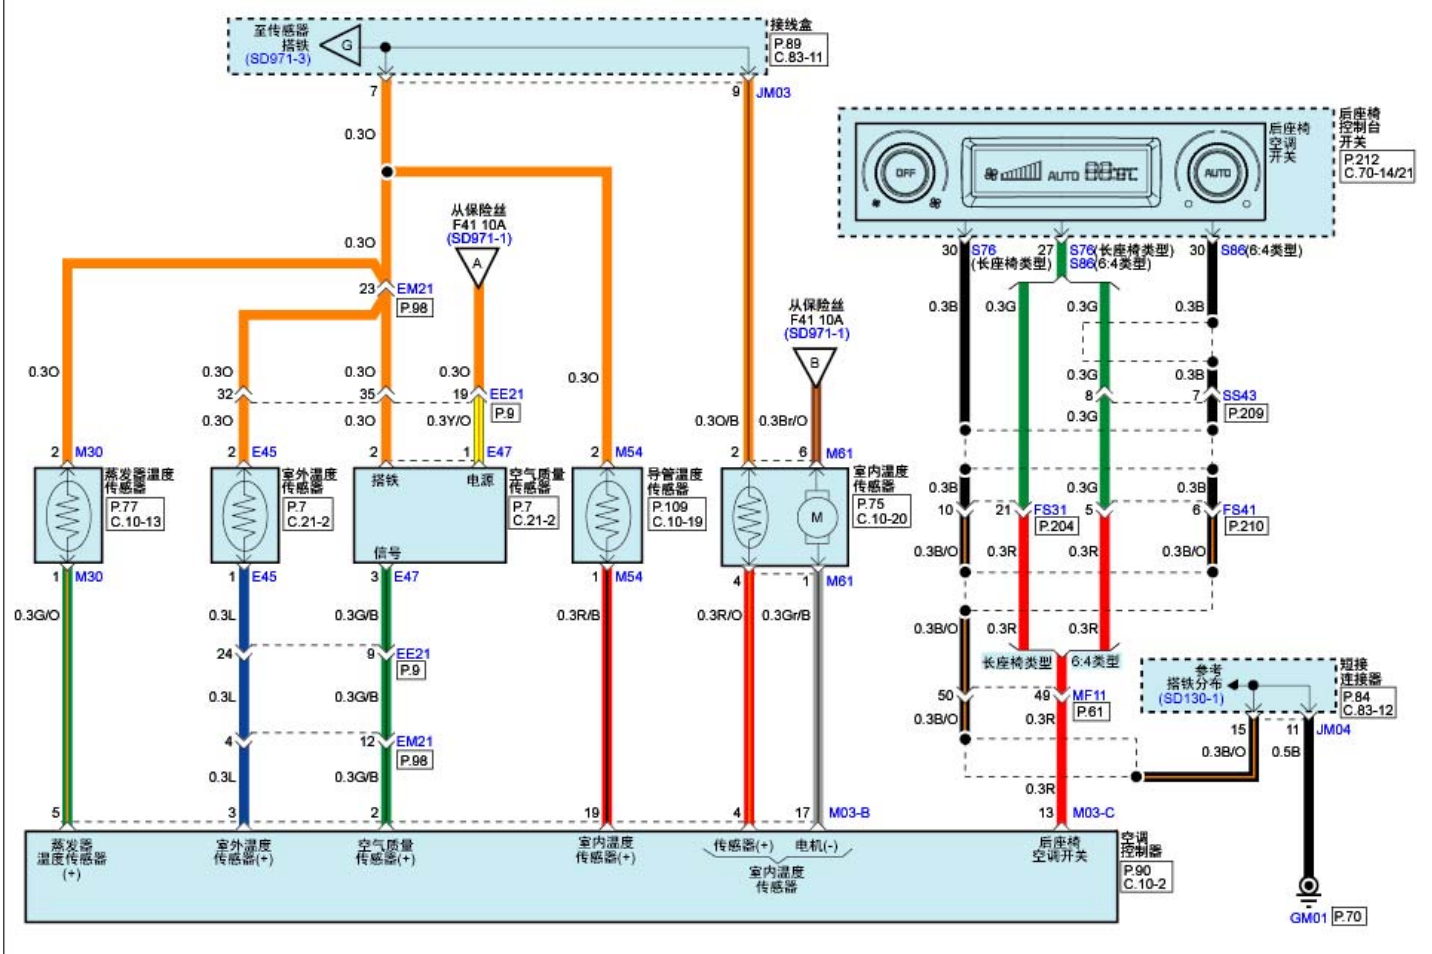 至传感器
搭铁
(SD971-3)
G
接线盒
P.89
C.83-11
7
9
JM03
0.3O
0.3O
从保险丝
F41 10A
(SD971-1)
A
23
EM21
P.98
从保险丝
F41 10A
(SD971-1)
B
0.3O
0.3O
0.3O
0.3O
0.3O
32
35
19
EE21
P.9
0.3O
0.3O
0.3Y/O
0.3O/B
0.3Br/O
2
M30
2
E45
2
1
E47
2
M54
2
6
M61
蒸发器温度
传感器
P.77
C.10-13
室外温度
传感器
P.7
C.21-2
搭铁
电源
信号
空气质量
传感器
P.7
C.21-2
导管温度
传感器
P.109
C.10-19
M
室内温度
传感器
P.75
C.10-20
1
M30
1
E45
3
E47
1
M54
4
1
M61
0.3G/O
0.3L
0.3G/B
0.3R/B
0.3R/O
0.3Gr/B
24
9
EE21
P.9
0.3L
0.3G/B
4
12
EM21
P.98
0.3L
0.3G/B
5
3
2
19
4
17
M03-B
后座椅
控制台
开关
P.212
C.70-14/21
后座椅
空调
开关
OFF
AUTO
AUTO
30
S76
(长座椅类型)
27
S76(长座椅类型)
S86(6:4类型)
30
S86(6:4类型)
0.3B
0.3G
0.3G
0.3B
0.3G
0.3B
8
7
SS43
P.209
0.3G
0.3B
0.3G
0.3B
10
21
FS31
P.204
5
6
FS41
P.210
0.3B/O
0.3R
0.3R
0.3B/O
0.3B/O
0.3R
0.3R
长座椅类型
6:4类型
50
49
MF11
P.61
0.3B/O
0.3R
0.3R
13
M03-C
参考
搭铁分布
(SD130-1)
短接
连接器
P.84
C.83-12
15
11
JM04
0.3B/O
0.5B
GM01
P.70
蒸发器
温度传感器
(+)
室外温度
传感器(+)
空气质量
传感器(+)
室内温度
传感器(+)
传感器(+)
电机(-)
室内温度
传感器
后座椅
空调开关
空调
控制器
P.90
C.10-2